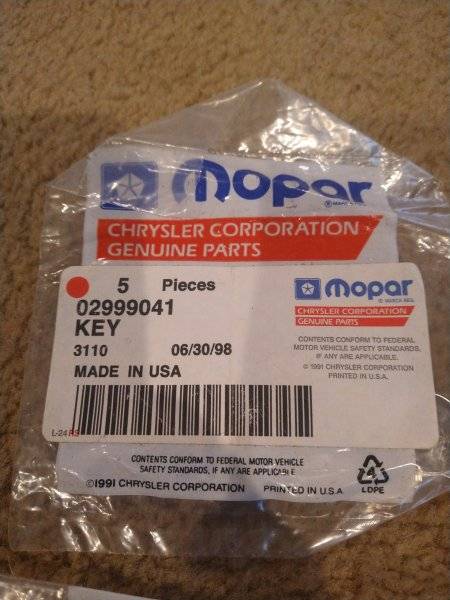 Mopar
CHRYSLER CORPORATION
GENUINE PARTS
5 Pieces
02999041
KEY
3110 06/30/98
MADE IN USA
L-24
Mopar
CHRYSLER CORPORATION
GENUINE PARTS
CONTENTS CONFORM TO FEDERAL
MOTOR VEHICLE SAFETY STANDARDS,
IF ANY ARE APPLICABLE.
© 1991 CHRYSLER CORPORATION
PRINTED IN U.S.A.
CONTENTS CONFORM TO FEDERAL MOTOR VEHICLE
SAFETY STANDARDS, IF ANY ARE APPLICABLE
©1991 CHRYSLER CORPORATION PRINTED IN U.S.A
4
LDPE